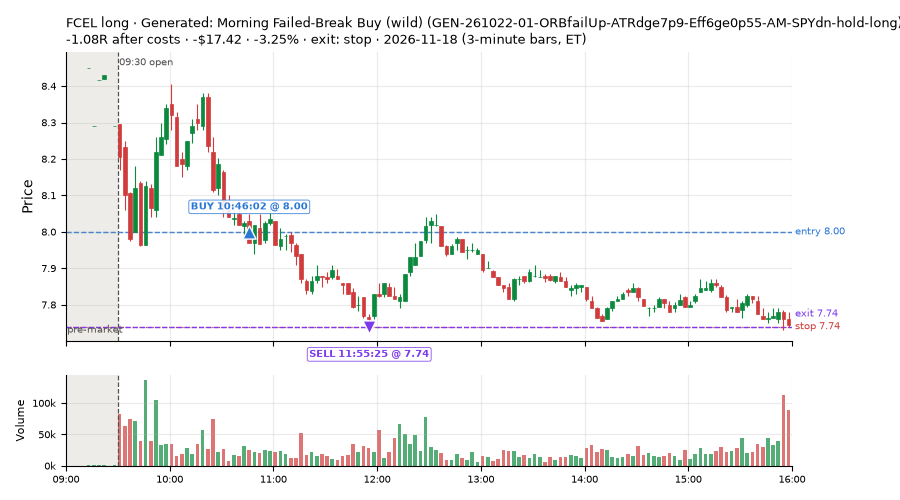 FCEL long · Generated: Morning Failed-Break Buy (wild) (GEN-261022-01-ORBfailUp-ATRdge7p9-Eff6ge0p55-AM-SPYdn-hold-long)
-1.08R after costs · -$17.42 · -3.25% · exit: stop · 2026-11-18 (3-minute bars, ET)
09:30 open
8.4
8.3
8.2
8.1
8.0
7.9
7.8
Price
BUY 10:46:02 @ 8.00
entry 8.00
exit 7.74
stop 7.74
pre-market
SELL 11:55:25 @ 7.74
Volume
100k
50k
0k
09:00
10:00
11:00
12:00
13:00
14:00
15:00
16:00